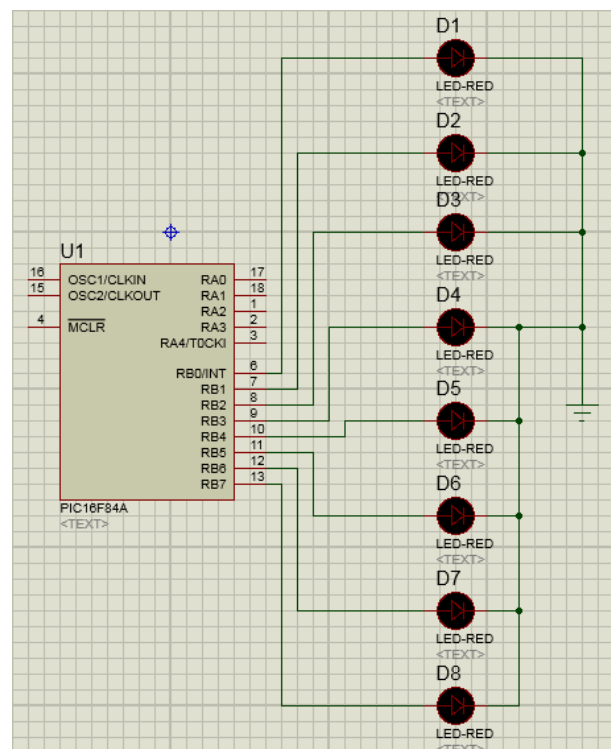 D1
LED-RED
<TEXT>
D2
LED-RED
<TEXT>
D3
LED-RED
<TEXT>
U1
16
OSC1/CLKIN
RA0
17
15
OSC2/CLKOUT
RA1
18
RA2
1
4
MCLR
RA3
2
RA4/T0CKI
3
RB0/INT
6
RB1
7
RB2
8
RB3
9
RB4
10
RB5
11
RB6
12
RB7
13
PIC16F84A
<TEXT>
D4
LED-RED
<TEXT>
D5
LED-RED
<TEXT>
D6
LED-RED
<TEXT>
D7
LED-RED
<TEXT>
D8
LED-RED
<TEXT>